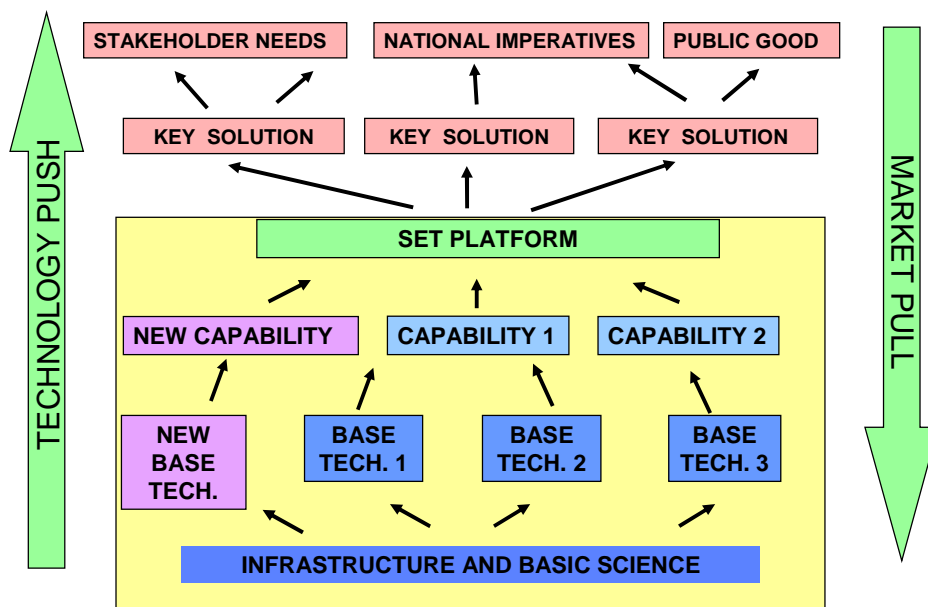 STAKEHOLDER NEEDS
NATIONAL IMPERATIVES
PUBLIC GOOD
KEY SOLUTION
KEY SOLUTION
KEY SOLUTION
TECHNOLOGY PUSH
MARKET PULL
SET PLATFORM
NEW CAPABILITY
CAPABILITY 1
CAPABILITY 2
NEW
BASE
TECH.
BASE
TECH. 1
BASE
TECH. 2
BASE
TECH. 3
INFRASTRUCTURE AND BASIC SCIENCE